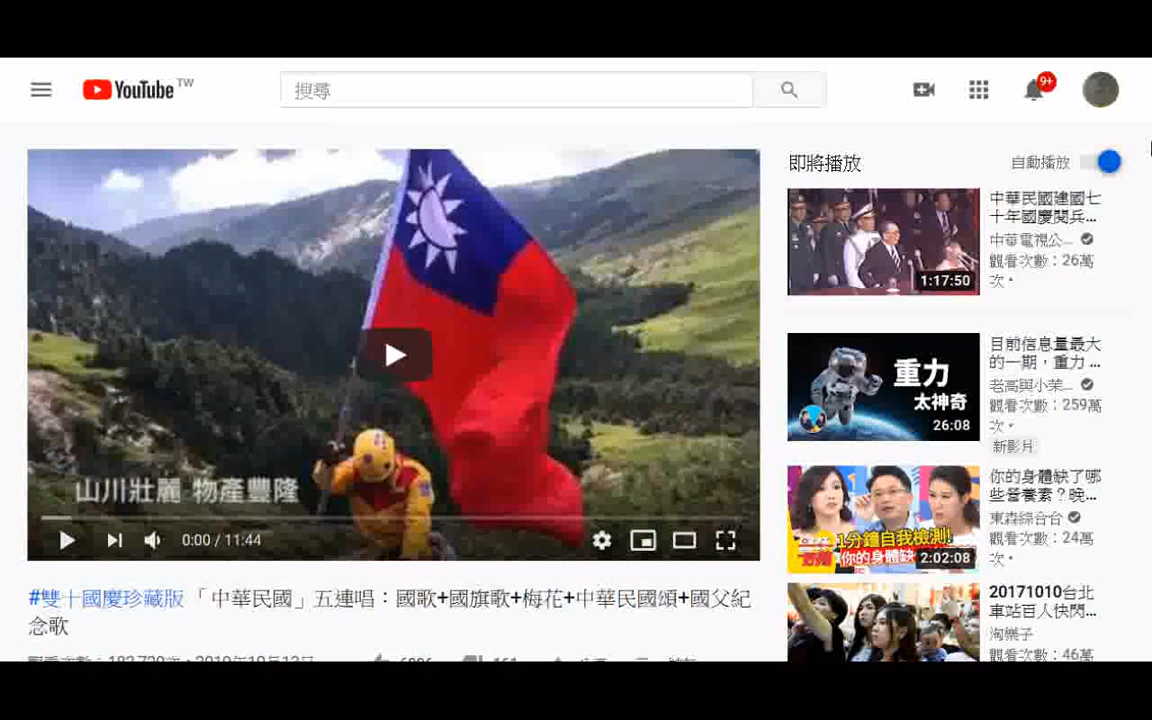 YouTube TW
搜尋
9+
山川壯麗 物產豐隆
0:00 / 11:44
#雙十國慶珍藏版 「中華民國」五連唱：國歌+國旗歌+梅花+中華民國頌+國父紀
念歌
即將播放
自動播放
1:17:50
中華民國建國七
十年國慶閱兵...
中華電視公...
觀看次數：26萬
次・
重力
太神奇
26:08
目前信息量最大
的一期，重力 ...
老高與小茉...
觀看次數：259萬
次・
新影片
1分鐘自我檢測!
你的身體缺
2:02:08
你的身體缺了哪
些營養素？晚...
東森綜合台
觀看次數：24萬
次・
20171010台北
車站百人快閃...
淘樂子
觀看次數：46萬